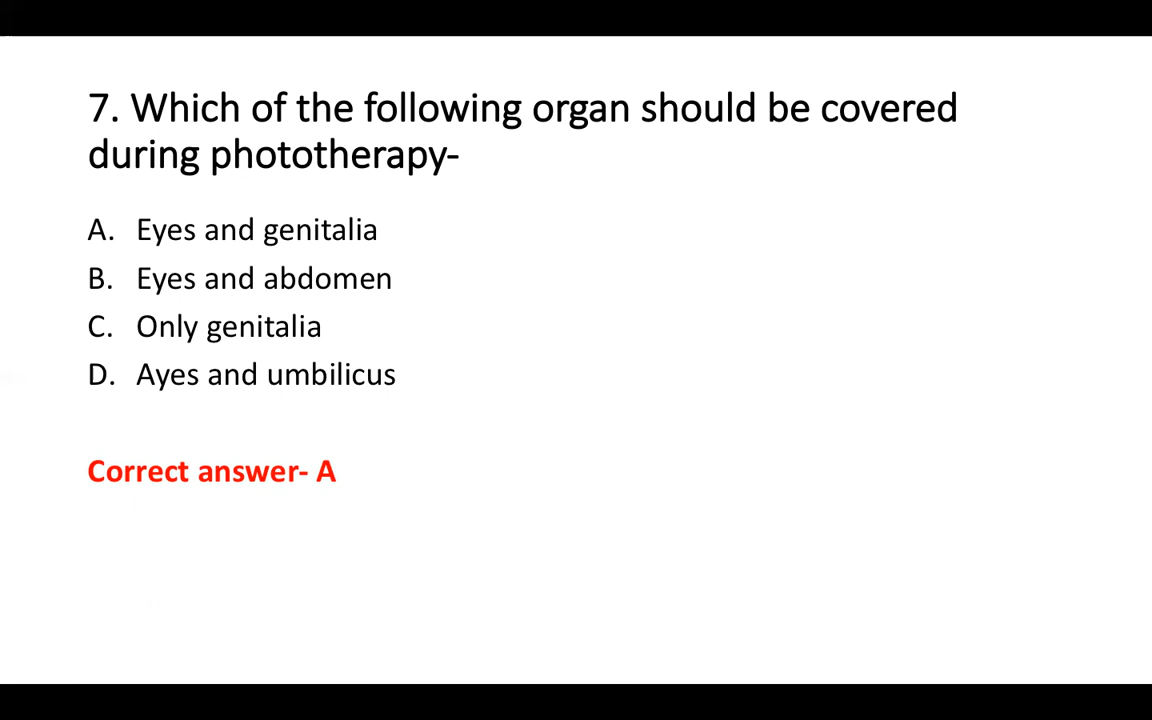 7. Which of the following organ should be covered
during phototherapy-
A. Eyes and genitalia
B. Eyes and abdomen
C. Only genitalia
D. Ayes and umbilicus
Correct answer- A